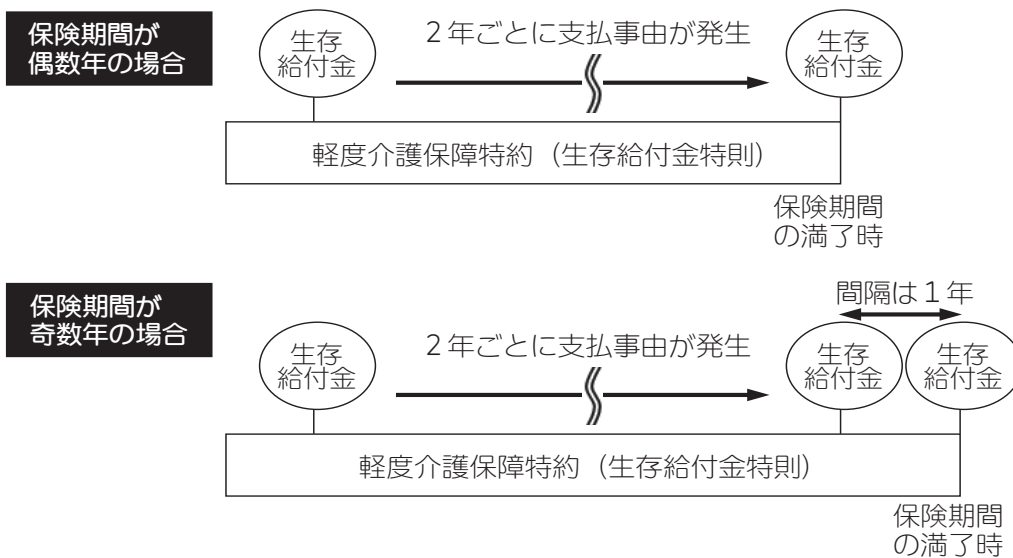 保険期間が
偶数年の場合
生存
給付金
２年ごとに支払事由が発生
生存
給付金
軽度介護保障特約（生存給付金特則）
保険期間
の満了時
保険期間が
奇数年の場合
間隔は１年
生存
給付金
２年ごとに支払事由が発生
生存
給付金
生存
給付金
軽度介護保障特約（生存給付金特則）
保険期間
の満了時